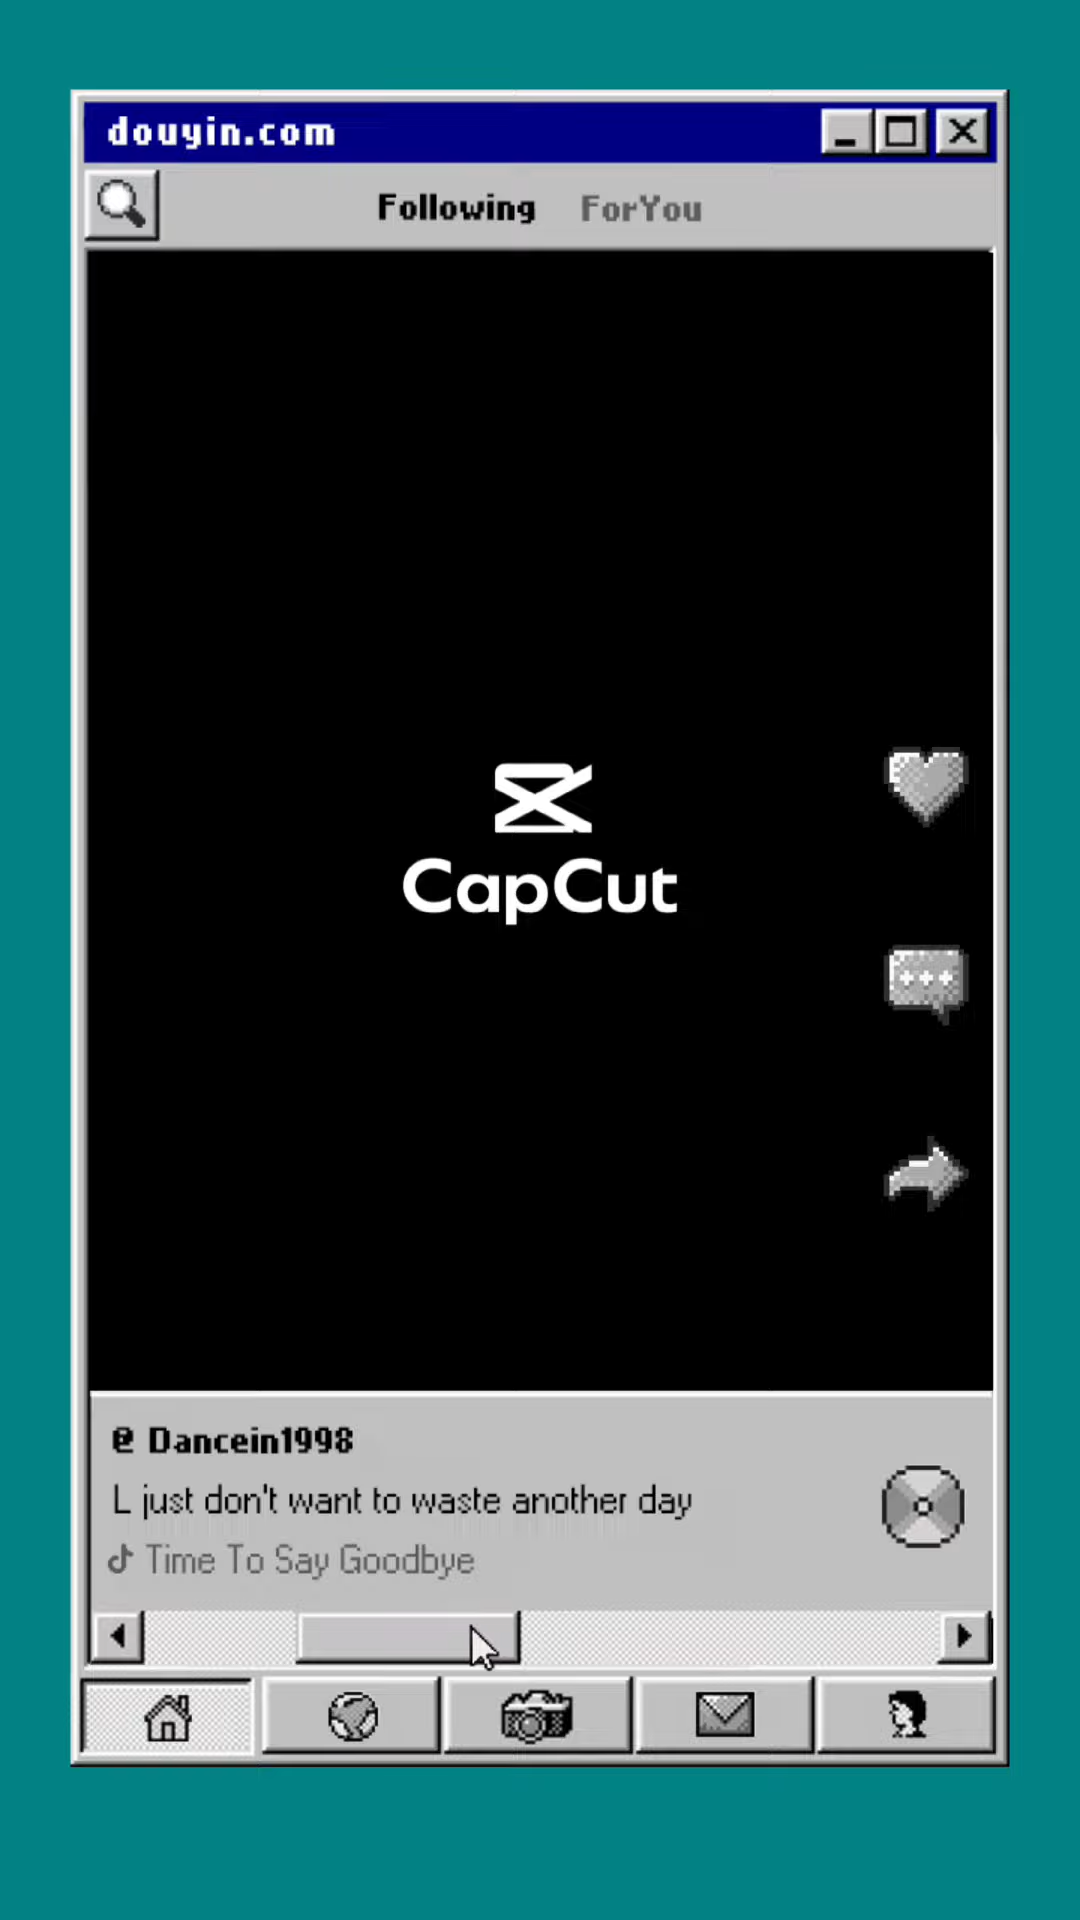 douyin.com
Following ForYou
CapCut
@ Dancein1998
L just don't want to waste another day
Time To Say Goodbye